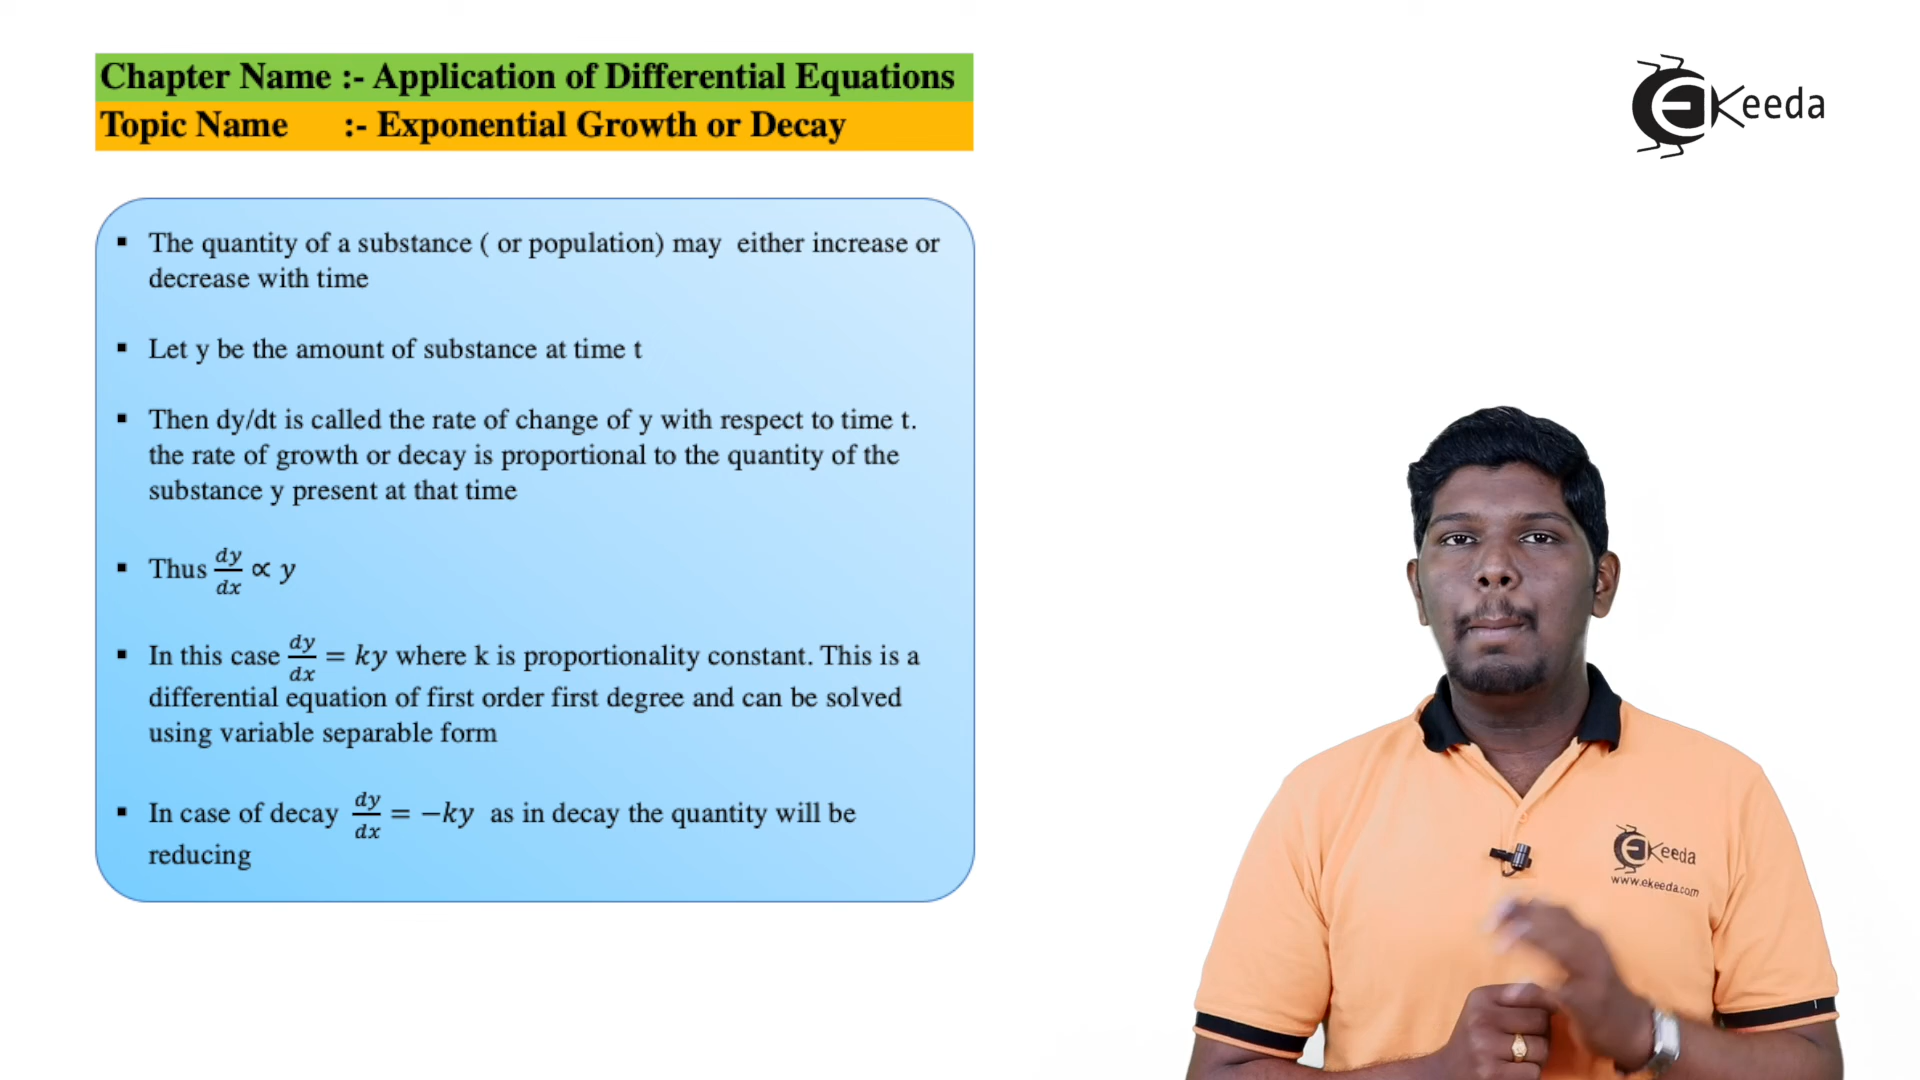 Chapter Name :- Application of Differential Equations
Topic Name :- Exponential Growth or Decay
EKeeda
▪ The quantity of a substance ( or population) may either increase or
decrease with time
▪ Let y be the amount of substance at time t
▪ Then dy/dt is called the rate of change of y with respect to time t.
the rate of growth or decay is proportional to the quantity of the
substance y present at that time
▪ Thus dy/dx ∝ y
▪ In this case dy/dx = ky where k is proportionality constant. This is a
differential equation of first order first degree and can be solved
using variable separable form
▪ In case of decay dy/dx = −ky as in decay the quantity will be
reducing
EKeeda
www.ekeeda.com